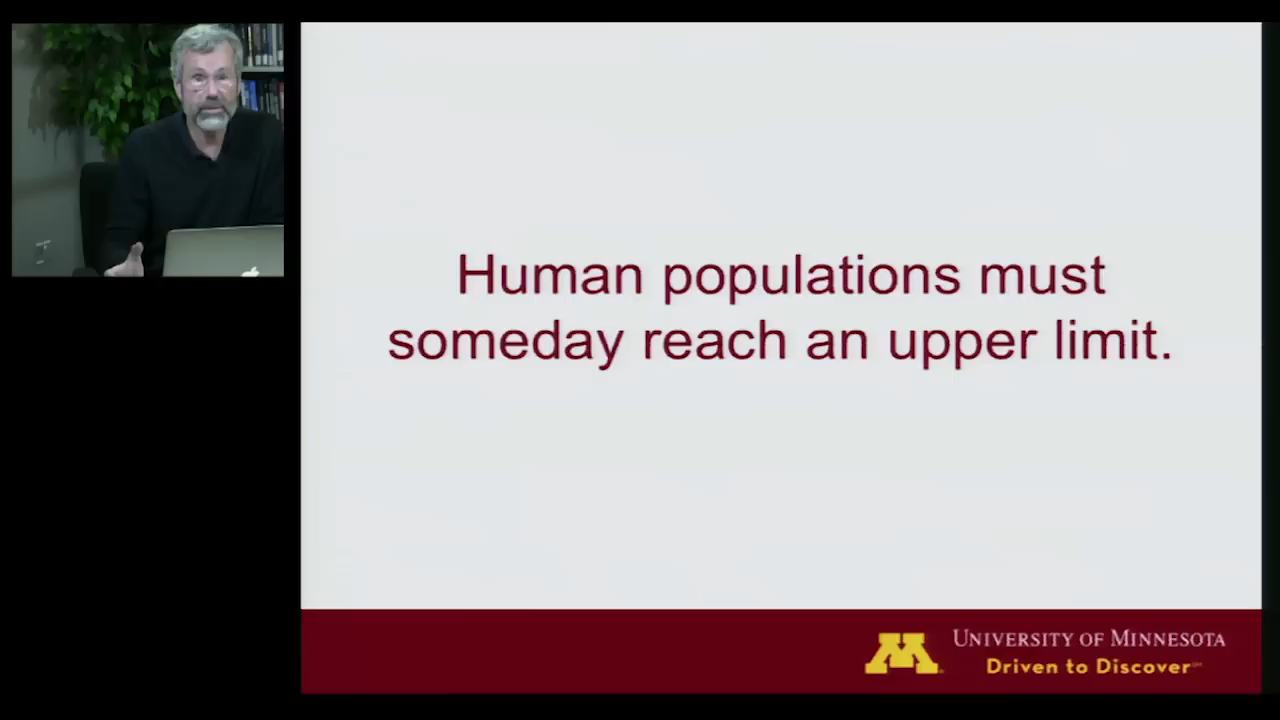 Human populations must
someday reach an upper limit.
UNIVERSITY OF MINNESOTA
Driven to Discover